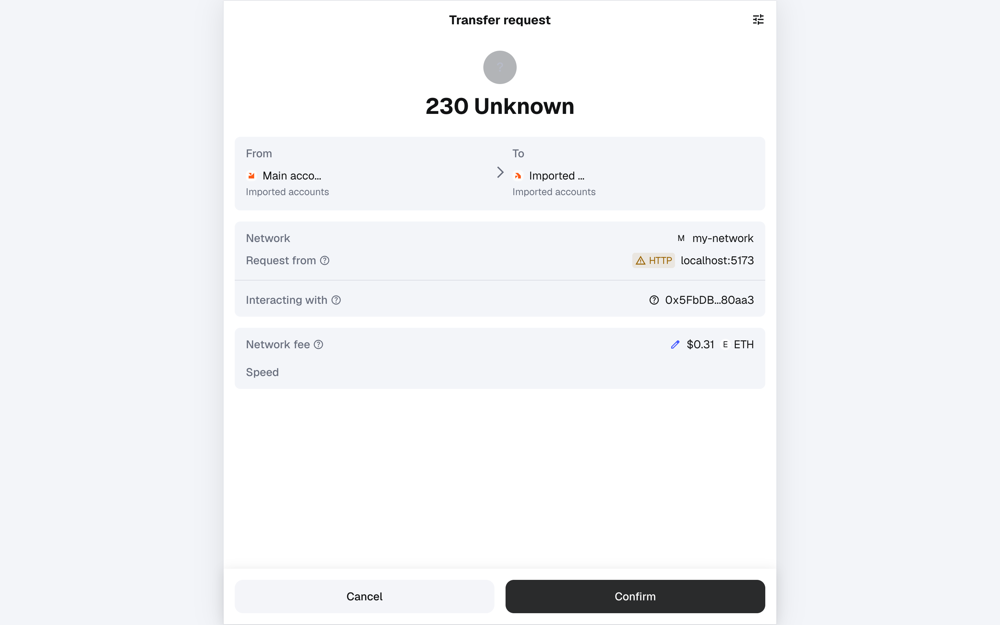 Transfer request
?
230 Unknown
From
To
Main acco...
Imported ...
Imported accounts
Imported accounts
Network
M my-network
Request from
HTTP localhost:5173
Interacting with
0x5FbDB...80aa3
Network fee
$0.31 E ETH
Speed
Cancel
Confirm